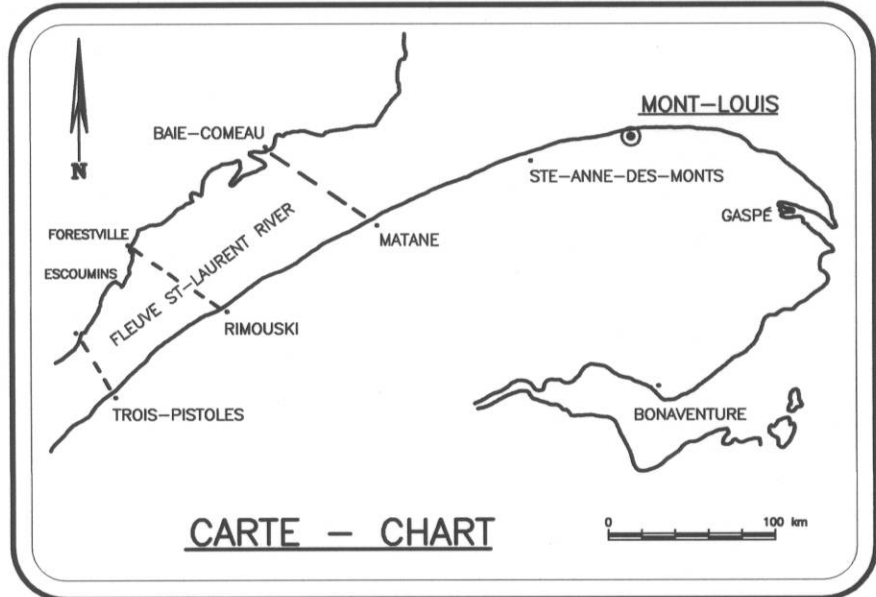 MONT-LOUIS
BAIE-COMEAU
N
STE-ANNE-DES-MONTS
GASPÉ
FORESTVILLE
MATANE
ESCOUMINS
FLEUVE ST-LAURENT RIVER
RIMOUSKI
TROIS-PISTOLES
BONAVENTURE
CARTE - CHART
0 100 km